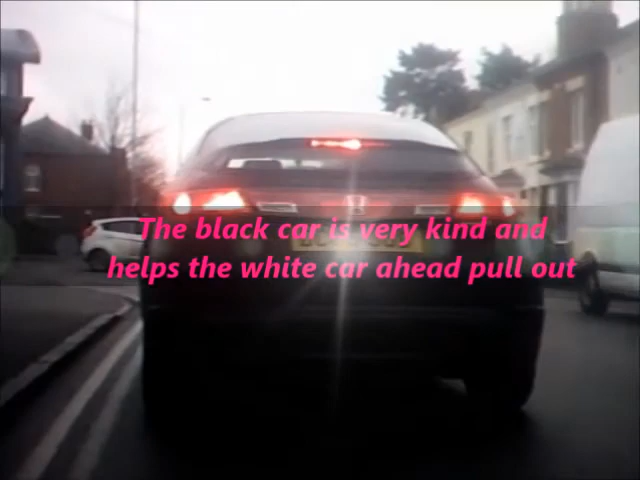 The black car is very kind and
helps the white car ahead pull out